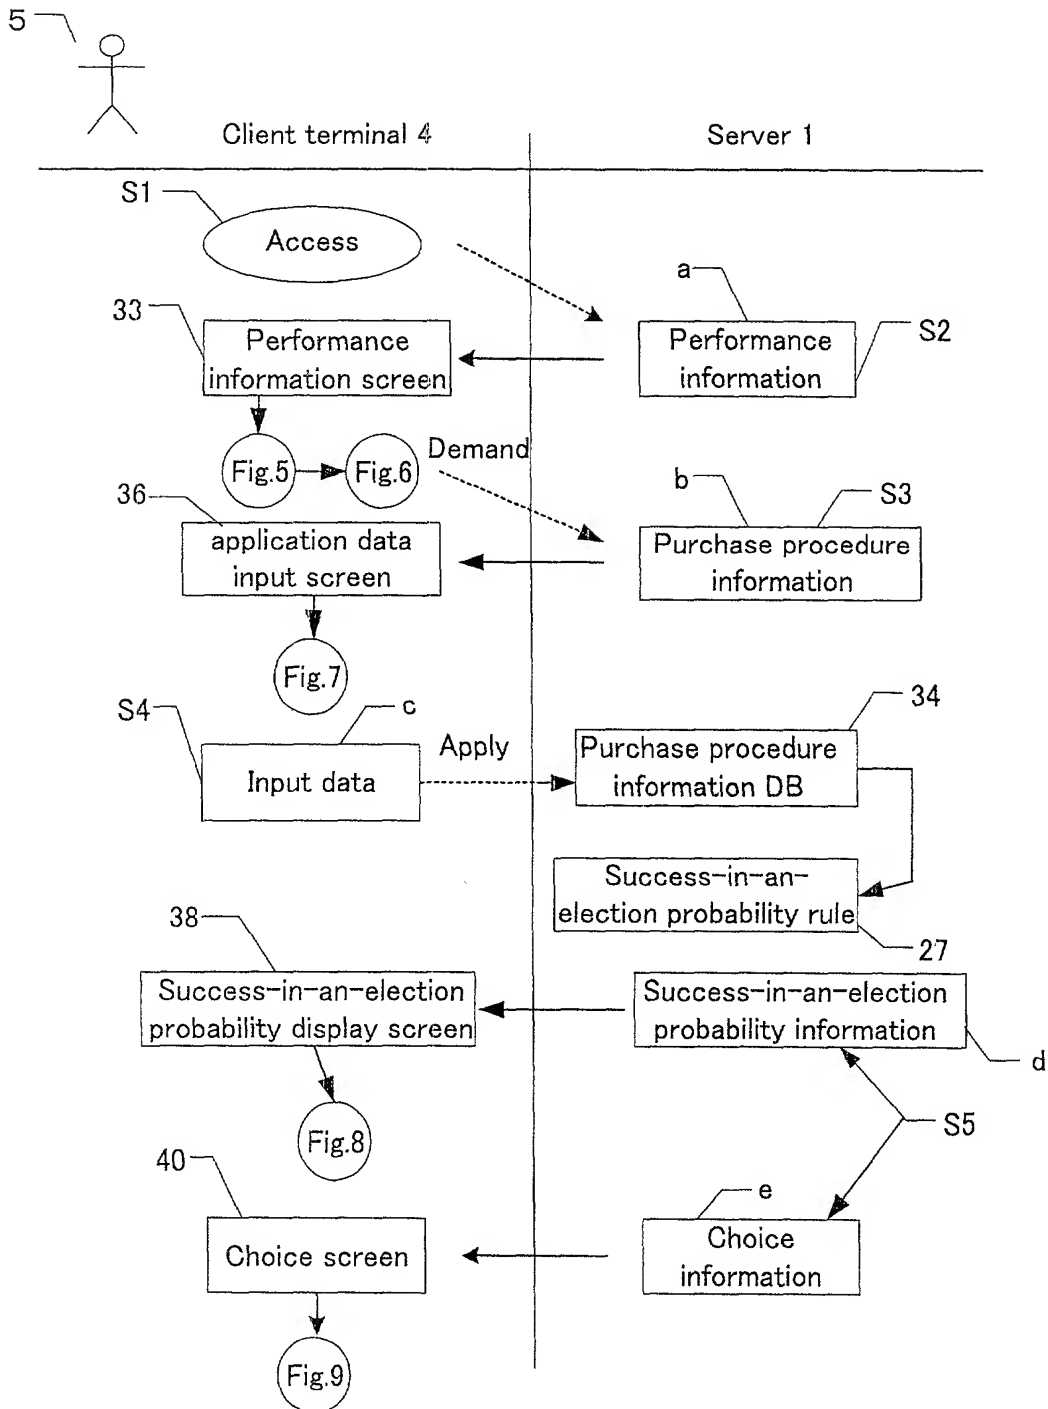 5
Client terminal 4
Server 1
S1
Access
a
33
Performance
information screen
Performance
information
S2
Fig.5
Fig.6
Demand
36
b
S3
application data
input screen
Purchase procedure
information
Fig.7
S4
c
34
Input data
Apply
Purchase procedure
information DB
Success-in-an-
election probability rule
38
27
Success-in-an-election
probability display screen
Success-in-an-election
probability information
d
Fig.8
S5
40
e
Choice screen
Choice
information
Fig.9